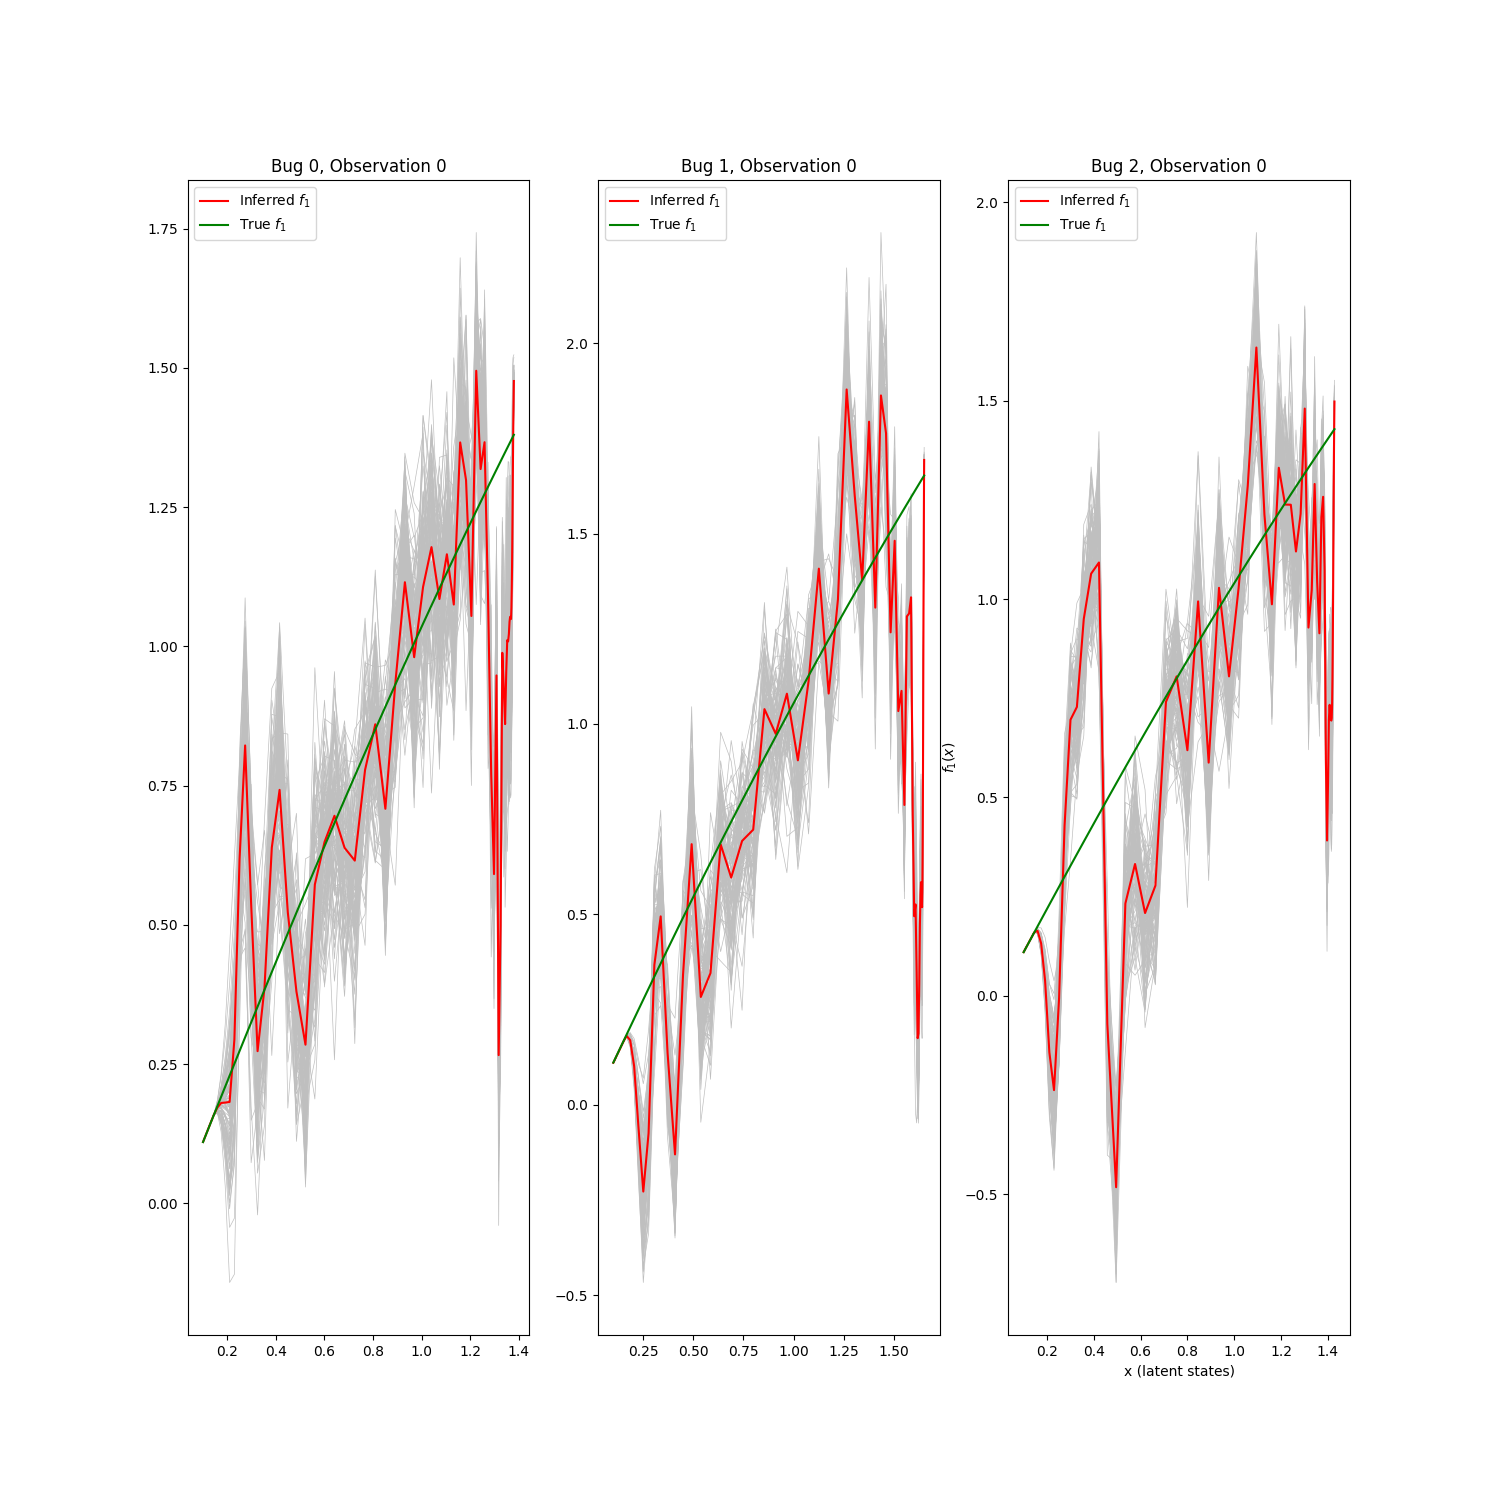 Bug 0, Observation 0
Inferred f₁
True f₁
1.75
1.50
1.25
1.00
0.75
0.50
0.25
0.00
0.2 0.4 0.6 0.8 1.0 1.2 1.4
Bug 1, Observation 0
Inferred f₁
True f₁
2.0
1.5
1.0
0.5
0.0
−0.5
0.25 0.50 0.75 1.00 1.25 1.50
Bug 2, Observation 0
Inferred f₁
True f₁
f₁(x)
2.0
1.5
1.0
0.5
0.0
−0.5
0.2 0.4 0.6 0.8 1.0 1.2 1.4
x (latent states)